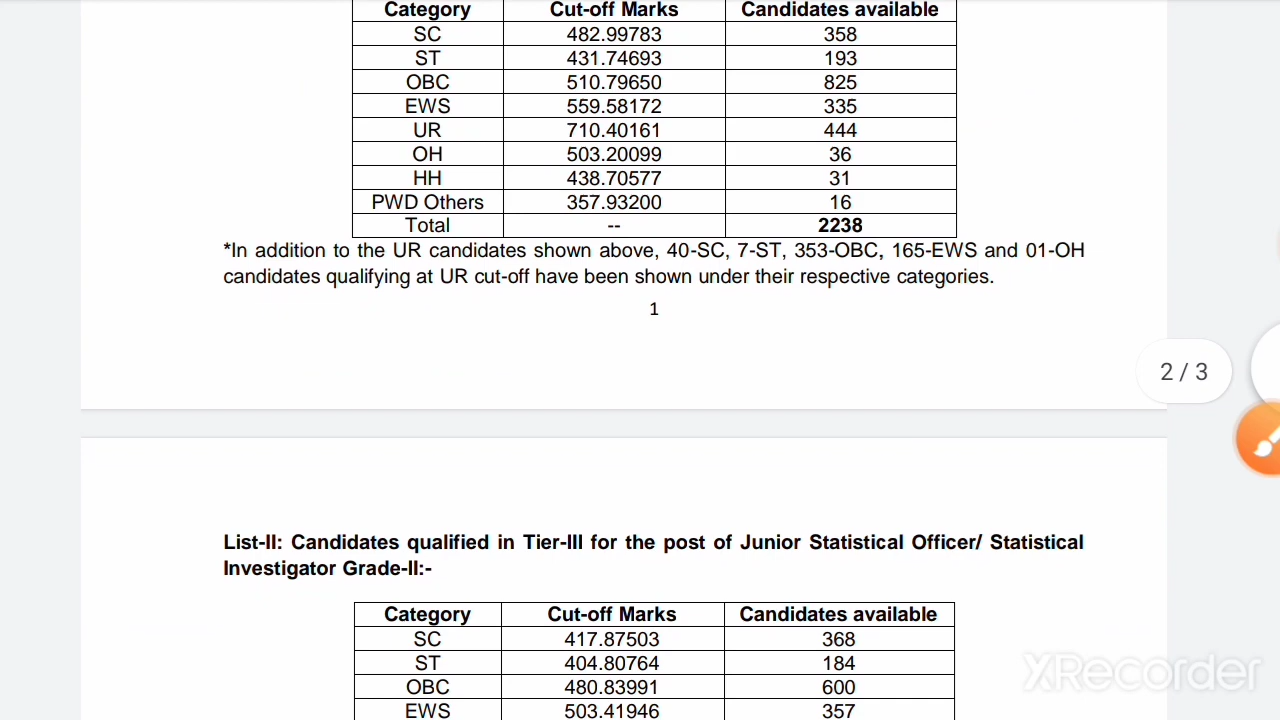 Category Cut-off Marks Candidates available
SC 482.99783 358
ST 431.74693 193
OBC 510.79650 825
EWS 559.58172 335
UR 710.40161 444
OH 503.20099 36
HH 438.70577 31
PWD Others 357.93200 16
Total -- 2238
*In addition to the UR candidates shown above, 40-SC, 7-ST, 353-OBC, 165-EWS and 01-OH
candidates qualifying at UR cut-off have been shown under their respective categories.
1
2 / 3
List-II: Candidates qualified in Tier-III for the post of Junior Statistical Officer/ Statistical
Investigator Grade-II:-
Category Cut-off Marks Candidates available
SC 417.87503 368
ST 404.80764 184
OBC 480.83991 600
EWS 503.41946 357
XRecorder